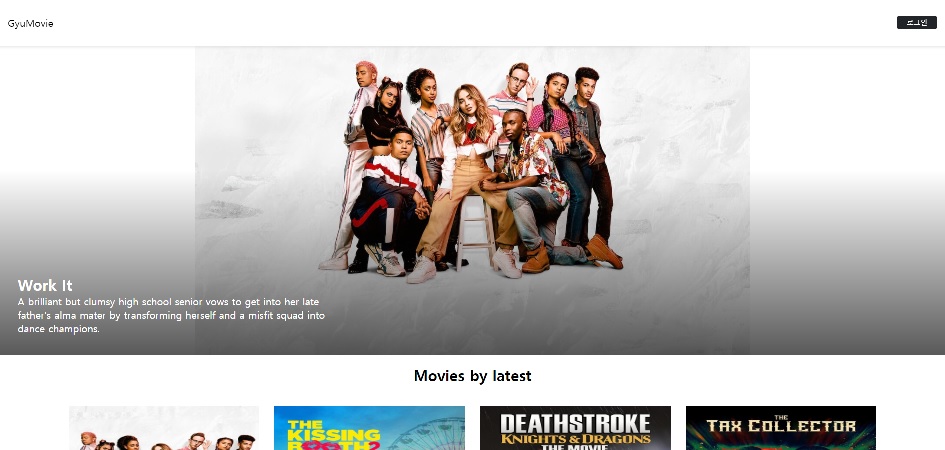 GyuMovie
로그인
Work It
A brilliant but clumsy high school senior vows to get into her late
father's alma mater by transforming herself and a misfit squad into
dance champions.
Movies by latest
THE
KISSING
BOOTH 2
DEATHSTROKE
KNIGHTS & DRAGONS
THE MOVIE
THE
TAX COLLECTOR